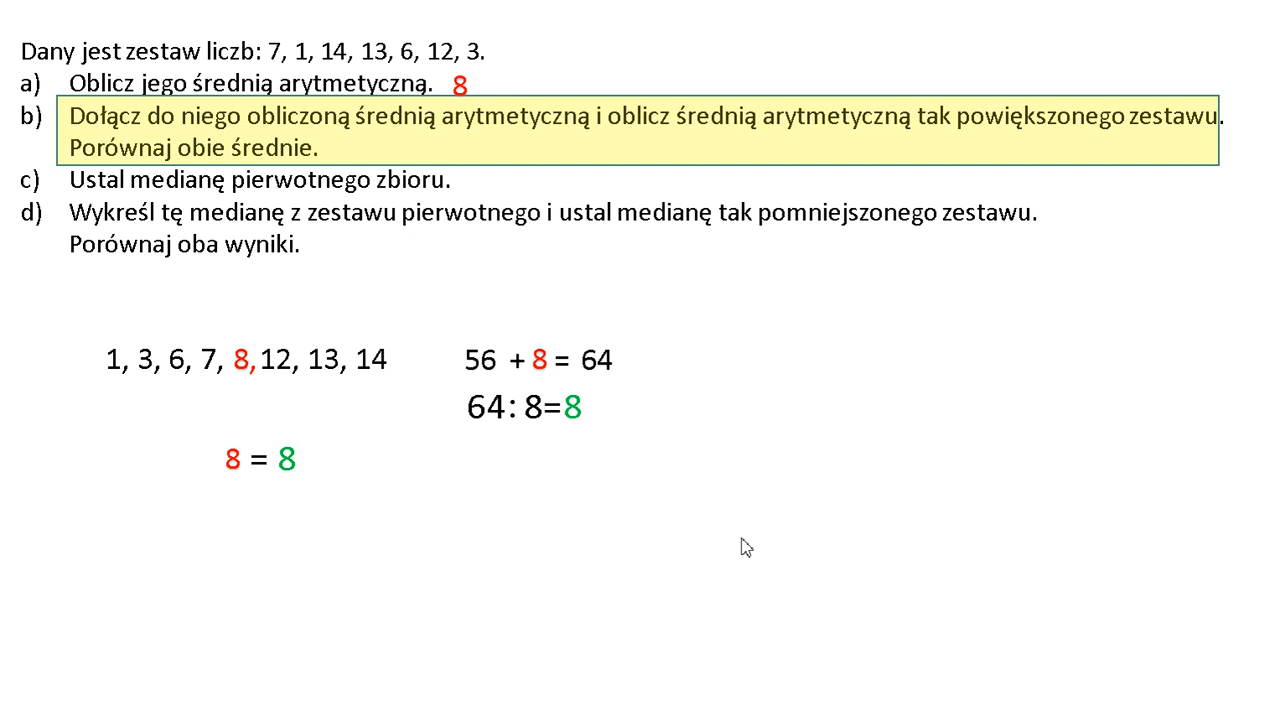 Dany jest zestaw liczb: 7, 1, 14, 13, 6, 12, 3.
a) Oblicz jego średnią arytmetyczną. 8
b) Dołącz do niego obliczoną średnią arytmetyczną i oblicz średnią arytmetyczną tak powiększonego zestawu.
Porównaj obie średnie.
c) Ustal medianę pierwotnego zbioru.
d) Wykreśl tę medianę z zestawu pierwotnego i ustal medianę tak pomniejszonego zestawu.
Porównaj oba wyniki.
1, 3, 6, 7, 8, 12, 13, 14
56 + 8 = 64
64 : 8 = 8
8 = 8